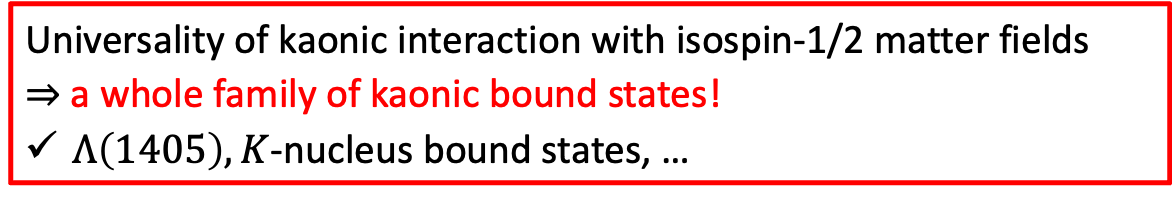 Universality of kaonic interaction with isospin-1/2 matter fields
⇒ a whole family of kaonic bound states!
✓ Λ(1405), K-nucleus bound states, …